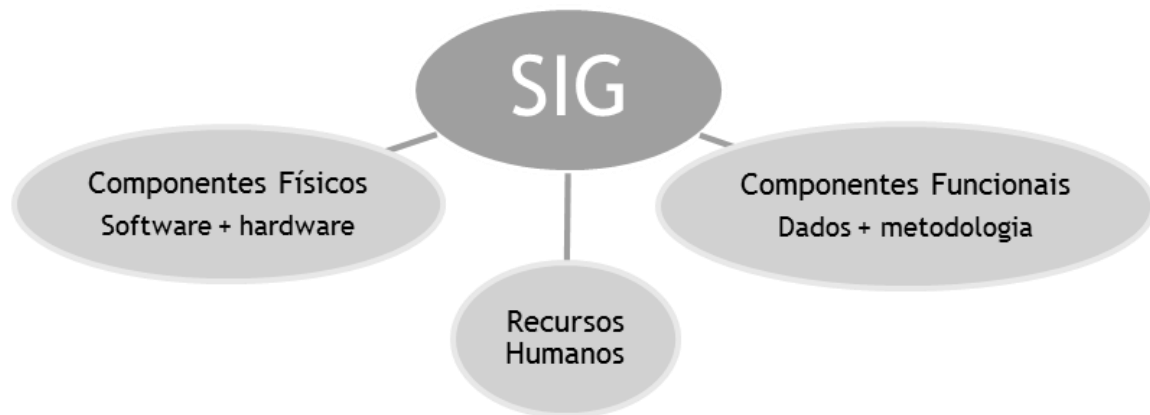 SIG
Componentes Físicos
Software + hardware
Componentes Funcionais
Dados + metodologia
Recursos
Humanos